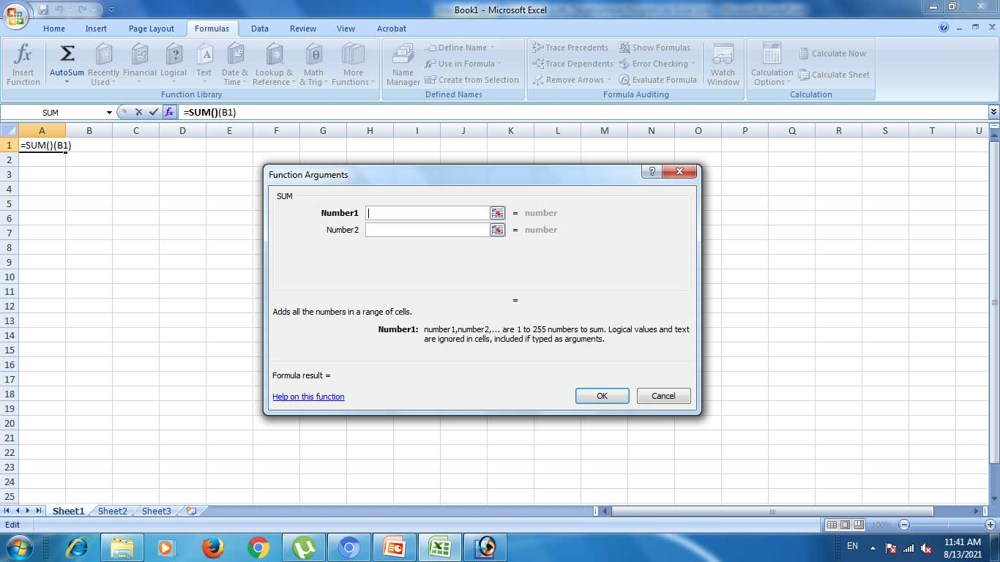 Book1 - Microsoft Excel
Home Insert Page Layout Formulas Data Review View Acrobat
fx Σ ? A θ
Insert Function AutoSum Recently Used Financial Logical Text Date & Time Lookup & Reference Math & Trig More Functions
Function Library
Name Manager
Define Name
Use in Formula
Create from Selection
Defined Names
Trace Precedents Show Formulas
Trace Dependents Error Checking
Remove Arrows Evaluate Formula
Watch Window
Formula Auditing
Calculation Options
Calculate Now
Calculate Sheet
Calculation
SUM fx =SUM()(B1)
A B C D E F G H I J K L M N O P Q R S T U
1 =SUM()(B1)
2
3
4
5
6
7
8
9
10
11
12
13
14
15
16
17
18
19
20
21
22
23
24
25
Function Arguments ?
SUM
Number1 = number
Number2 = number
=
Adds all the numbers in a range of cells.
Number1: number1,number2,... are 1 to 255 numbers to sum. Logical values and text
are ignored in cells, included if typed as arguments.
Formula result =
Help on this function OK Cancel
Sheet1 Sheet2 Sheet3
Edit 100%
EN 11:41 AM
8/13/2021